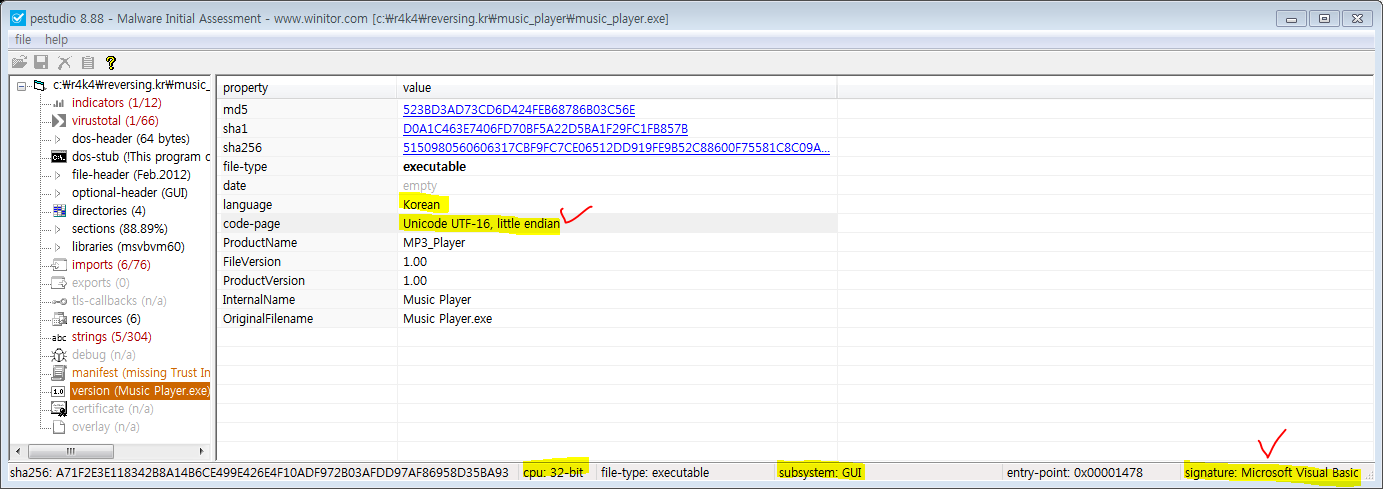 pestudio 8.88 - Malware Initial Assessment - www.winitor.com [c:₩r4k4₩reversing.kr₩music_player₩music_player.exe]
file help
c:₩r4k4₩reversing.kr₩music_
indicators (1/12)
virustotal (1/66)
dos-header (64 bytes)
dos-stub (!This program c
file-header (Feb.2012)
optional-header (GUI)
directories (4)
sections (88.89%)
libraries (msvbvm60)
imports (6/76)
exports (0)
tls-callbacks (n/a)
resources (6)
abc strings (5/304)
debug (n/a)
manifest (missing Trust In
1.0 version (Music Player.exe)
certificate (n/a)
overlay (n/a)
property value
md5 523BD3AD73CD6D424FEB68786B03C56E
sha1 D0A1C463E7406FD70BF5A22D5BA1F29FC1FB857B
sha256 5150980560606317CBF9FC7CE06512DD919FE9B52C88600F75581C8C09A...
file-type executable
date empty
language Korean
code-page Unicode UTF-16, little endian
ProductName MP3_Player
FileVersion 1.00
ProductVersion 1.00
InternalName Music Player
OriginalFilename Music Player.exe
sha256: A71F2E3E118342B8A14B6CE499E426E4F10ADF972B03AFDD97AF86958D35BA93 cpu: 32-bit file-type: executable subsystem: GUI entry-point: 0x00001478 signature: Microsoft Visual Basic